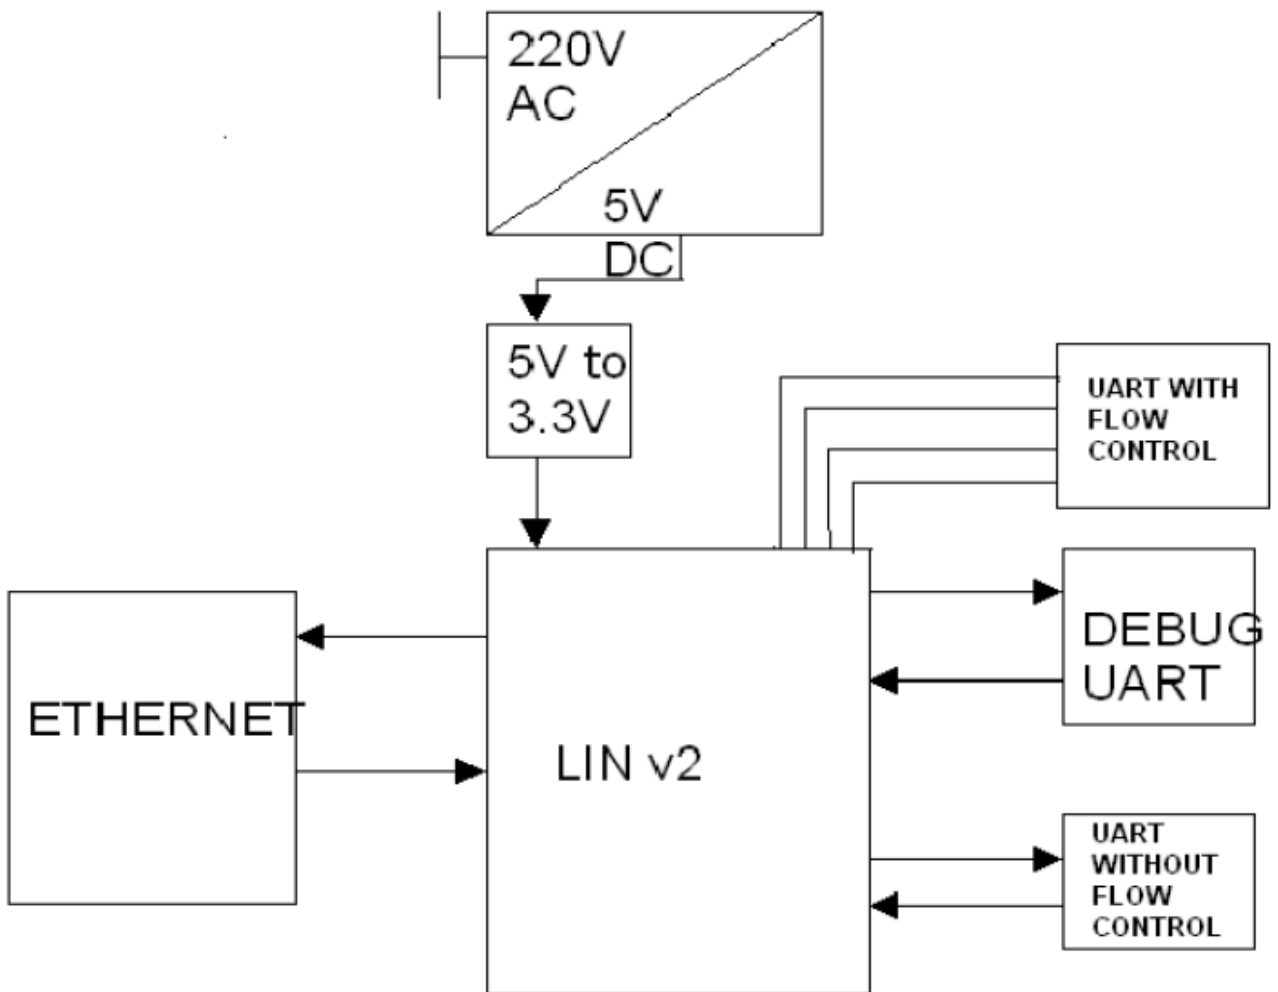 220V
AC
5V
DC
5V to
3.3V
UART WITH
FLOW
CONTROL
DEBUG
UART
ETHERNET
LIN v2
UART
WITHOUT
FLOW
CONTROL